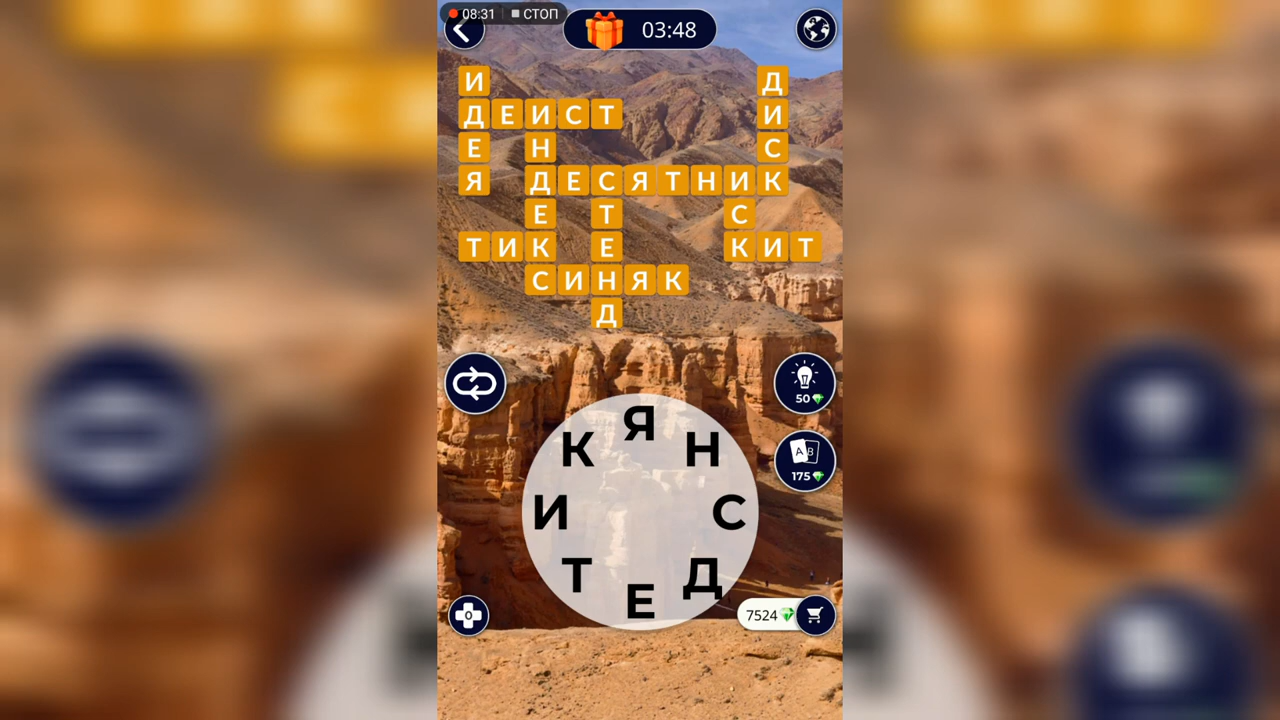 08:31 СТОП
03:48
И Д
ДЕИСТ И
Е Н С
Я ДЕСЯТНИК
Е Т С
ТИК Е КИТ
СИНЯК
Д
50
A B
175
Я
К Н
И С
Т Д
Е
0
7524